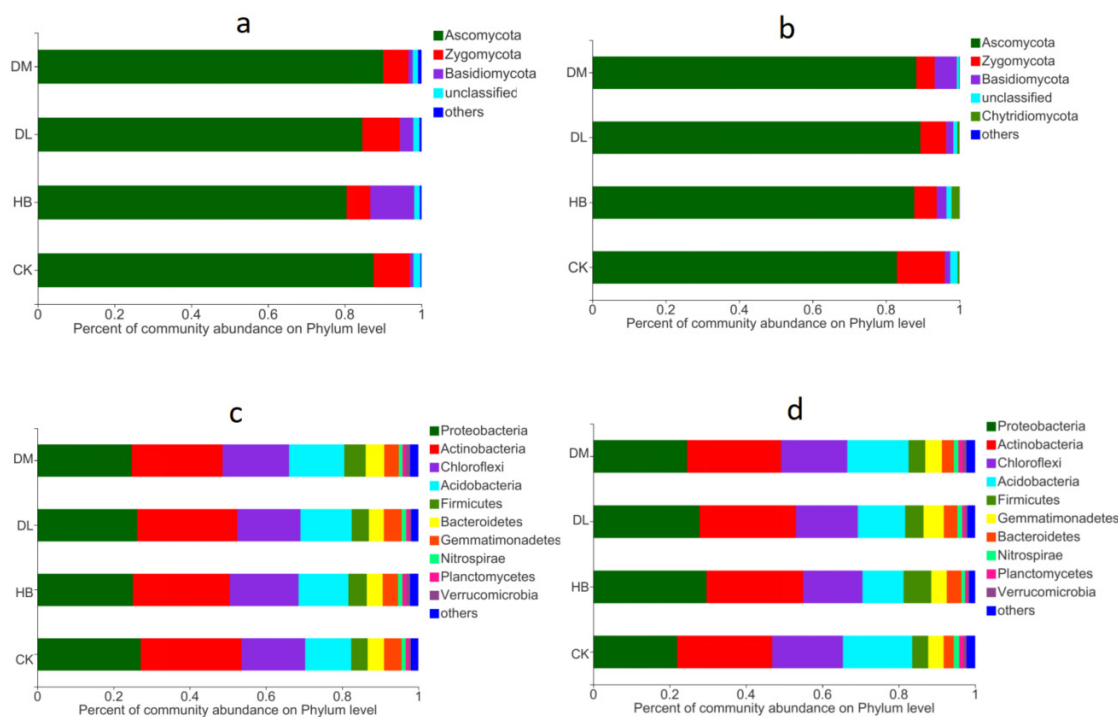 a
DM
DL
HB
CK
0 0.2 0.4 0.6 0.8 1
Percent of community abundance on Phylum level
Ascomycota
Zygomycota
Basidiomycota
unclassified
others
b
DM
DL
HB
CK
0 0.2 0.4 0.6 0.8 1
Percent of community abundance on Phylum level
Ascomycota
Zygomycota
Basidiomycota
unclassified
Chytridiomycota
others
c
DM
DL
HB
CK
0 0.2 0.4 0.6 0.8 1
Percent of community abundance on Phylum level
Proteobacteria
Actinobacteria
Chloroflexi
Acidobacteria
Firmicutes
Bacteroidetes
Gemmatimonadetes
Nitrospirae
Planctomycetes
Verrucomicrobia
others
d
DM
DL
HB
CK
0 0.2 0.4 0.6 0.8 1
Percent of community abundance on Phylum level
Proteobacteria
Actinobacteria
Chloroflexi
Acidobacteria
Firmicutes
Gemmatimonadetes
Bacteroidetes
Nitrospirae
Planctomycetes
Verrucomicrobia
others